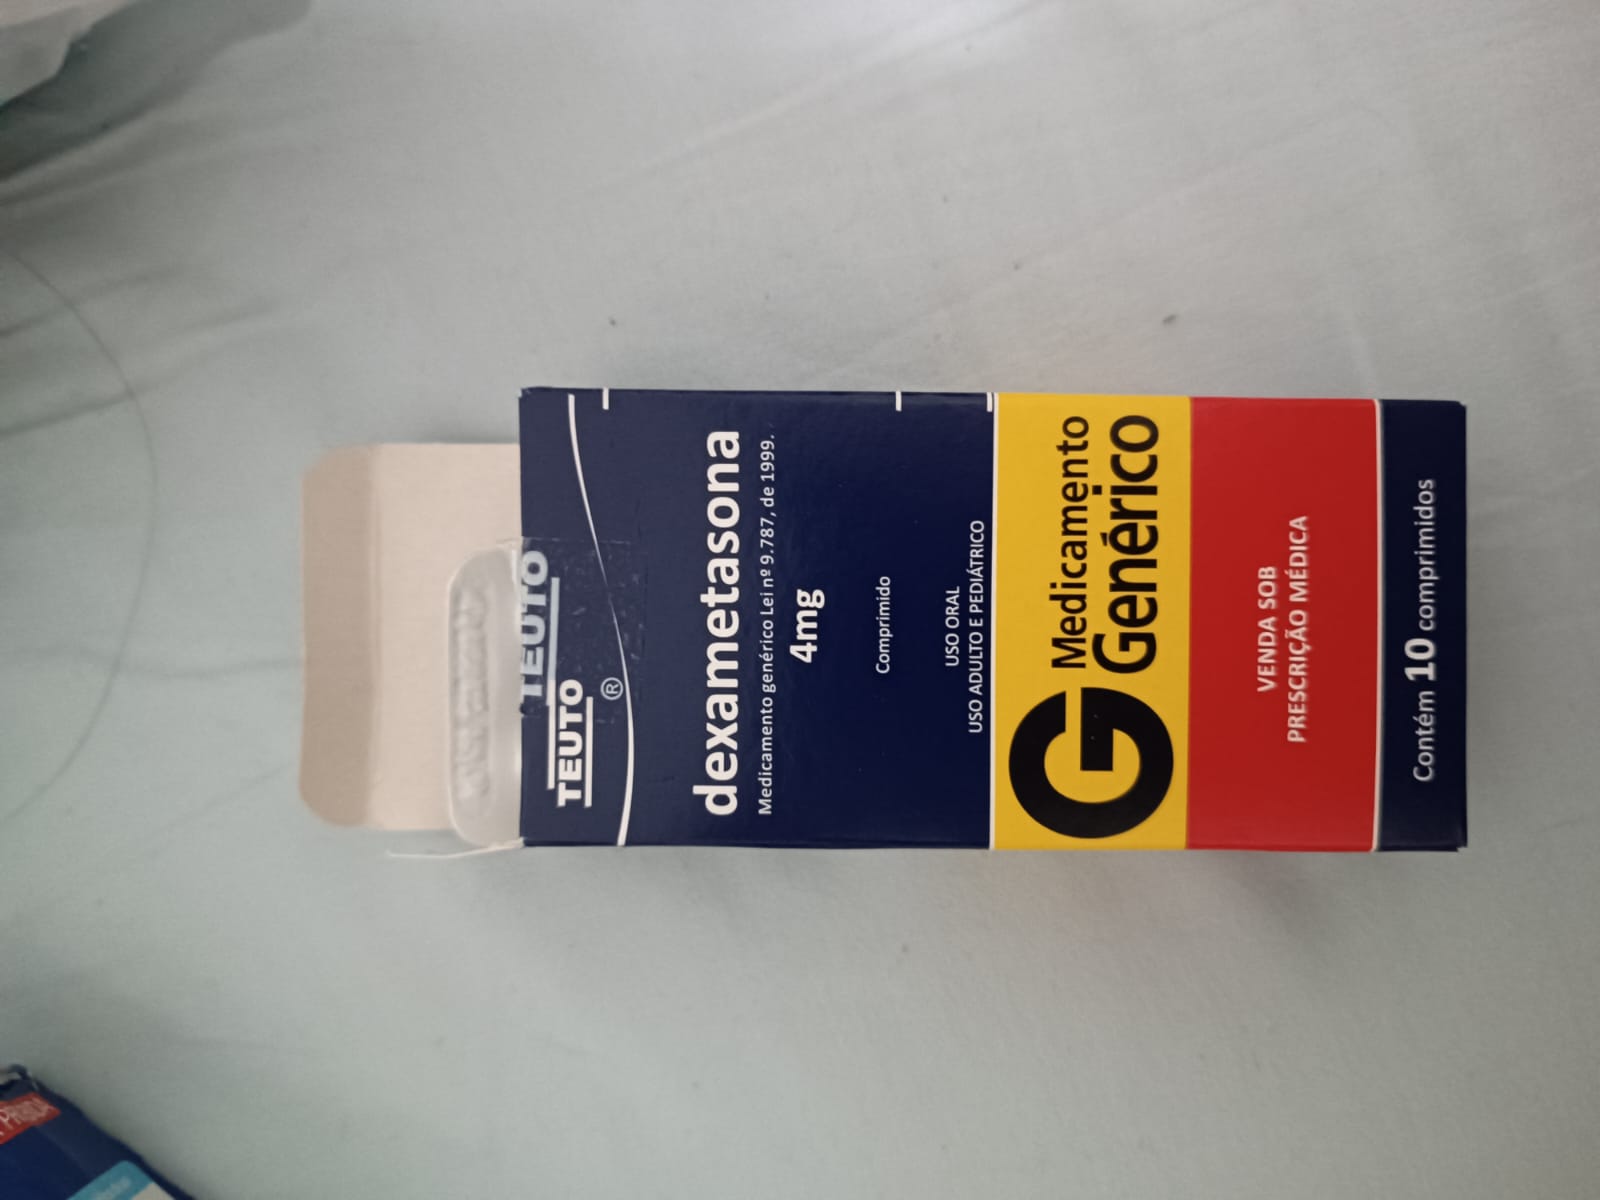 TEUTO
TEUTO
®
dexametasona
Medicamento genérico Lei nº 9.787, de 1999.
4mg
Comprimido
USO ORAL
USO ADULTO E PEDIÁTRICO
G Medicamento
Genérico
VENDA SOB
PRESCRIÇÃO MÉDICA
Contém 10 comprimidos